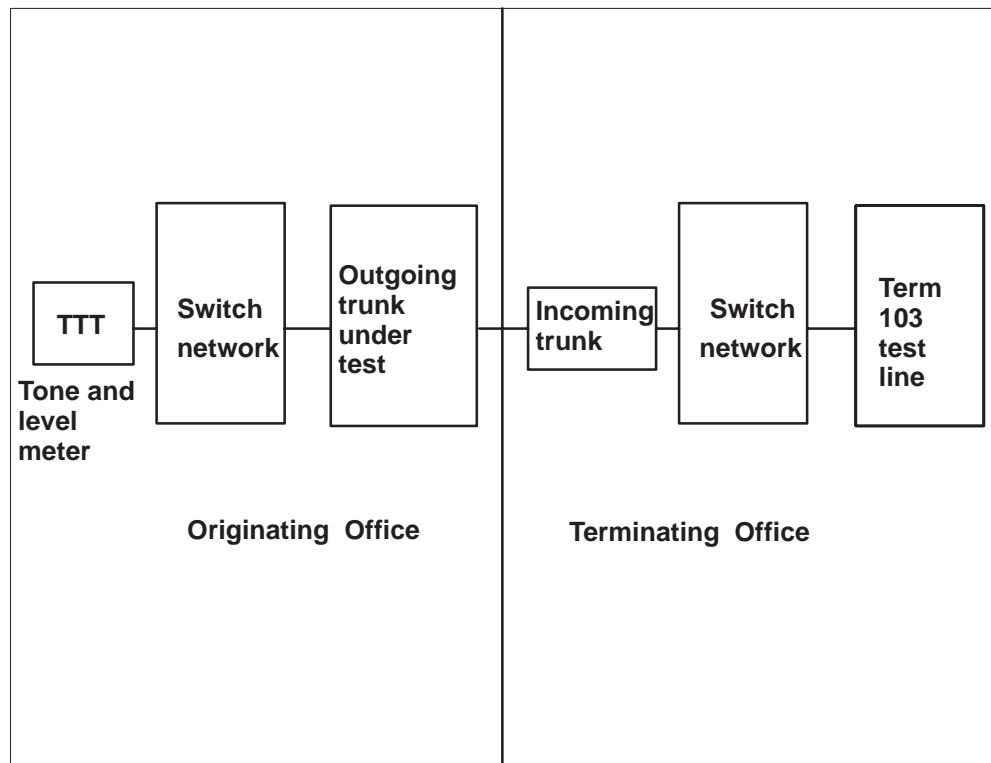 TTT
Tone and
level
meter
Switch
network
Outgoing
trunk
under
test
Incoming
trunk
Switch
network
Term
103
test
line
Originating Office
Terminating Office